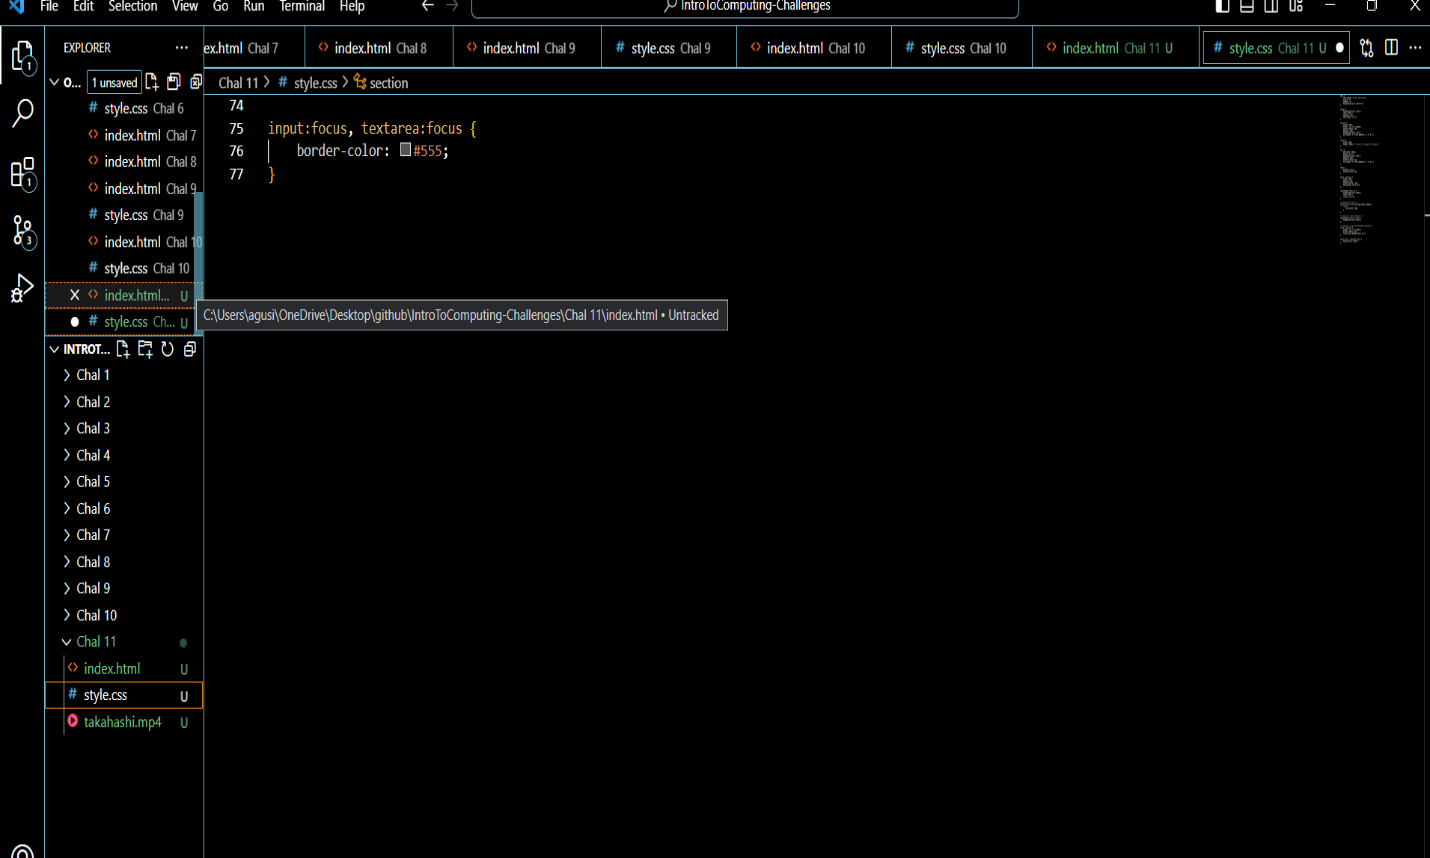 File Edit Selection View Go Run Terminal Help IntroToComputing-Challenges
EXPLORER
ex.html Chal 7 index.html Chal 8 index.html Chal 9 style.css Chal 9 index.html Chal 10 style.css Chal 10 index.html Chal 11 U style.css Chal 11 U
O... 1 unsaved
Chal 11 > # style.css > section
style.css Chal 6
index.html Chal 7
index.html Chal 8
index.html Chal 9
style.css Chal 9
index.html Chal 10
style.css Chal 10
index.html... U
style.css Ch... U
74
75 input:focus, textarea:focus {
76 border-color: #555;
77 }
C:\Users\agusi\OneDrive\Desktop\github\IntroToComputing-Challenges\Chal 11\index.html • Untracked
INTROT...
Chal 1
Chal 2
Chal 3
Chal 4
Chal 5
Chal 6
Chal 7
Chal 8
Chal 9
Chal 10
Chal 11
index.html U
style.css U
takahashi.mp4 U
1
1
3